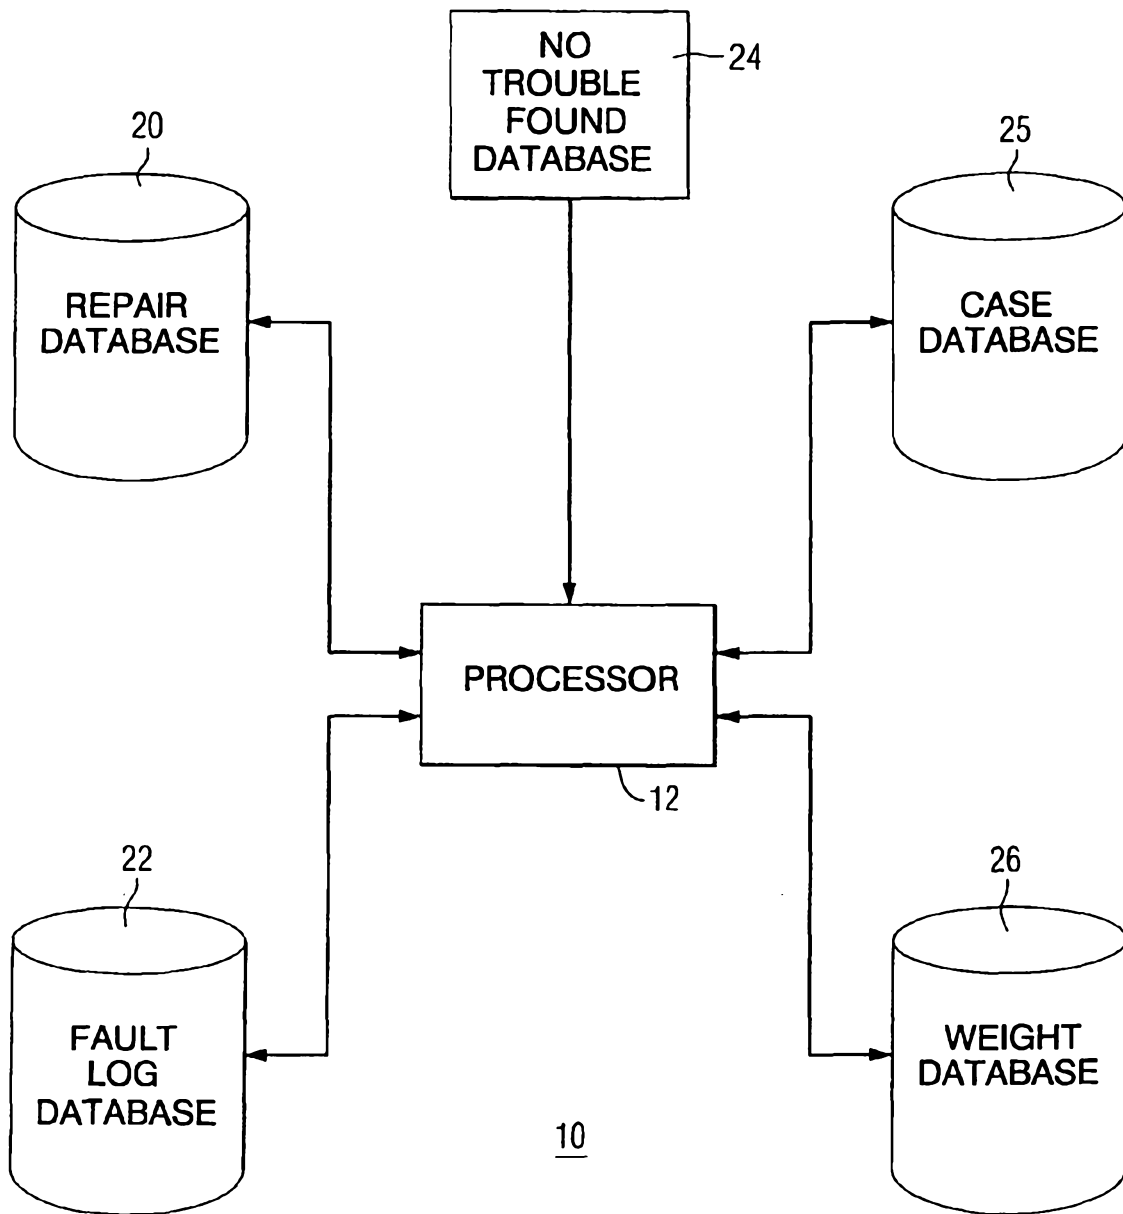 NO
TROUBLE
FOUND
DATABASE
24
20
25
REPAIR
DATABASE
CASE
DATABASE
PROCESSOR
12
22
26
FAULT
LOG
DATABASE
WEIGHT
DATABASE
10